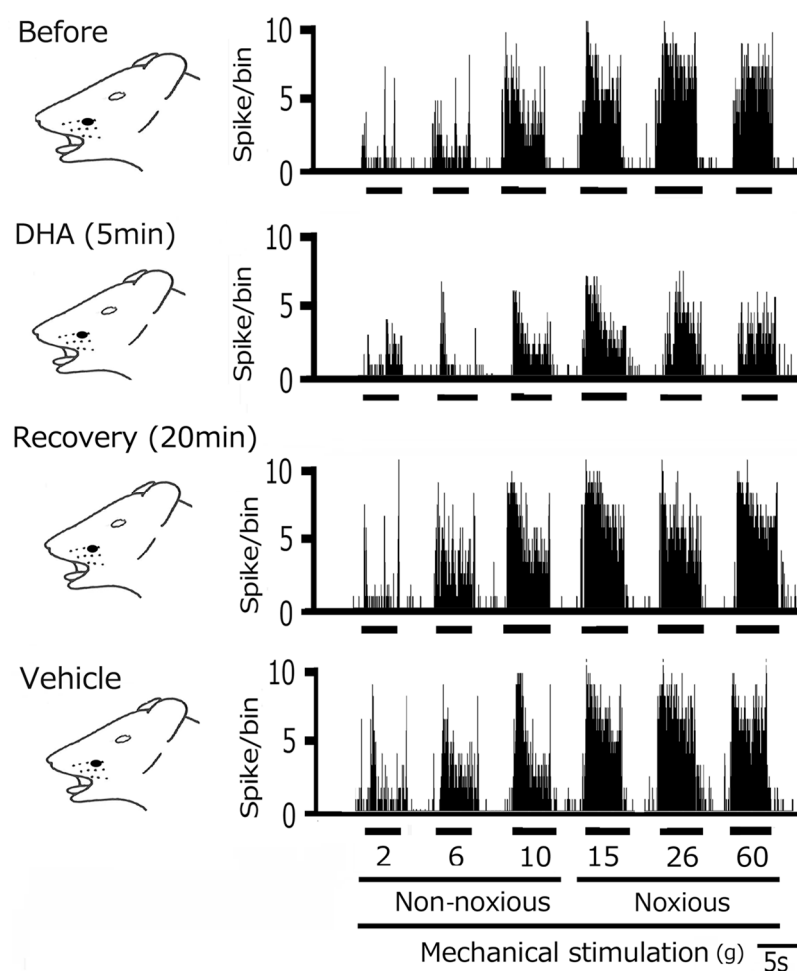 Before
Spike/bin
10
5
0
DHA (5min)
Spike/bin
10
5
0
Recovery (20min)
Spike/bin
10
5
0
Vehicle
Spike/bin
10
5
0
2 6 10 15 26 60
Non-noxious Noxious
Mechanical stimulation (g)
5s